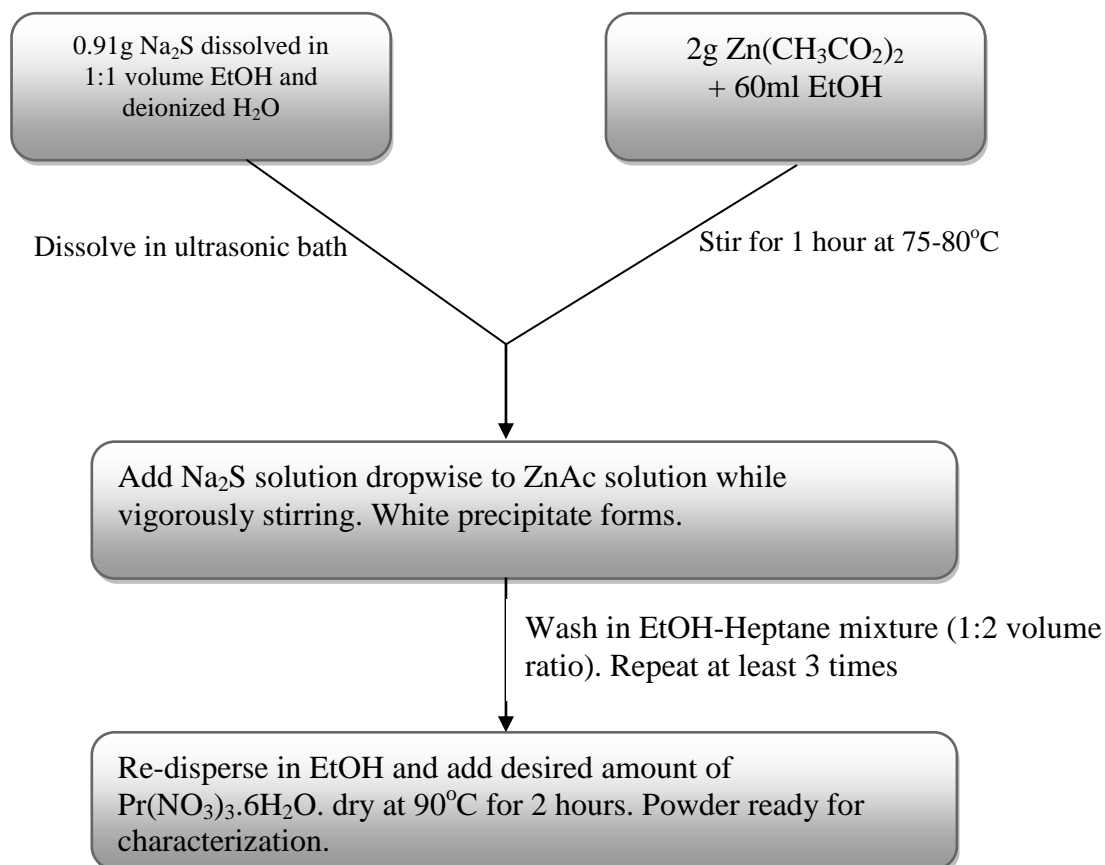 0.91g Na₂S dissolved in
1:1 volume EtOH and
deionized H₂O
2g Zn(CH₃CO₂)₂
+ 60ml EtOH
Dissolve in ultrasonic bath
Stir for 1 hour at 75-80°C
Add Na₂S solution dropwise to ZnAc solution while
vigorously stirring. White precipitate forms.
Wash in EtOH-Heptane mixture (1:2 volume
ratio). Repeat at least 3 times
Re-disperse in EtOH and add desired amount of
Pr(NO₃)₃.6H₂O. dry at 90°C for 2 hours. Powder ready for
characterization.